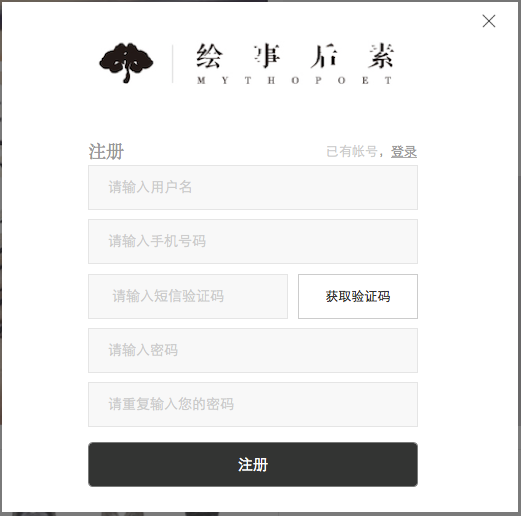 绘事后素
MYTHOPOET
注册 已有帐号，登录
请输入用户名
请输入手机号码
请输入短信验证码 获取验证码
请输入密码
请重复输入您的密码
注册